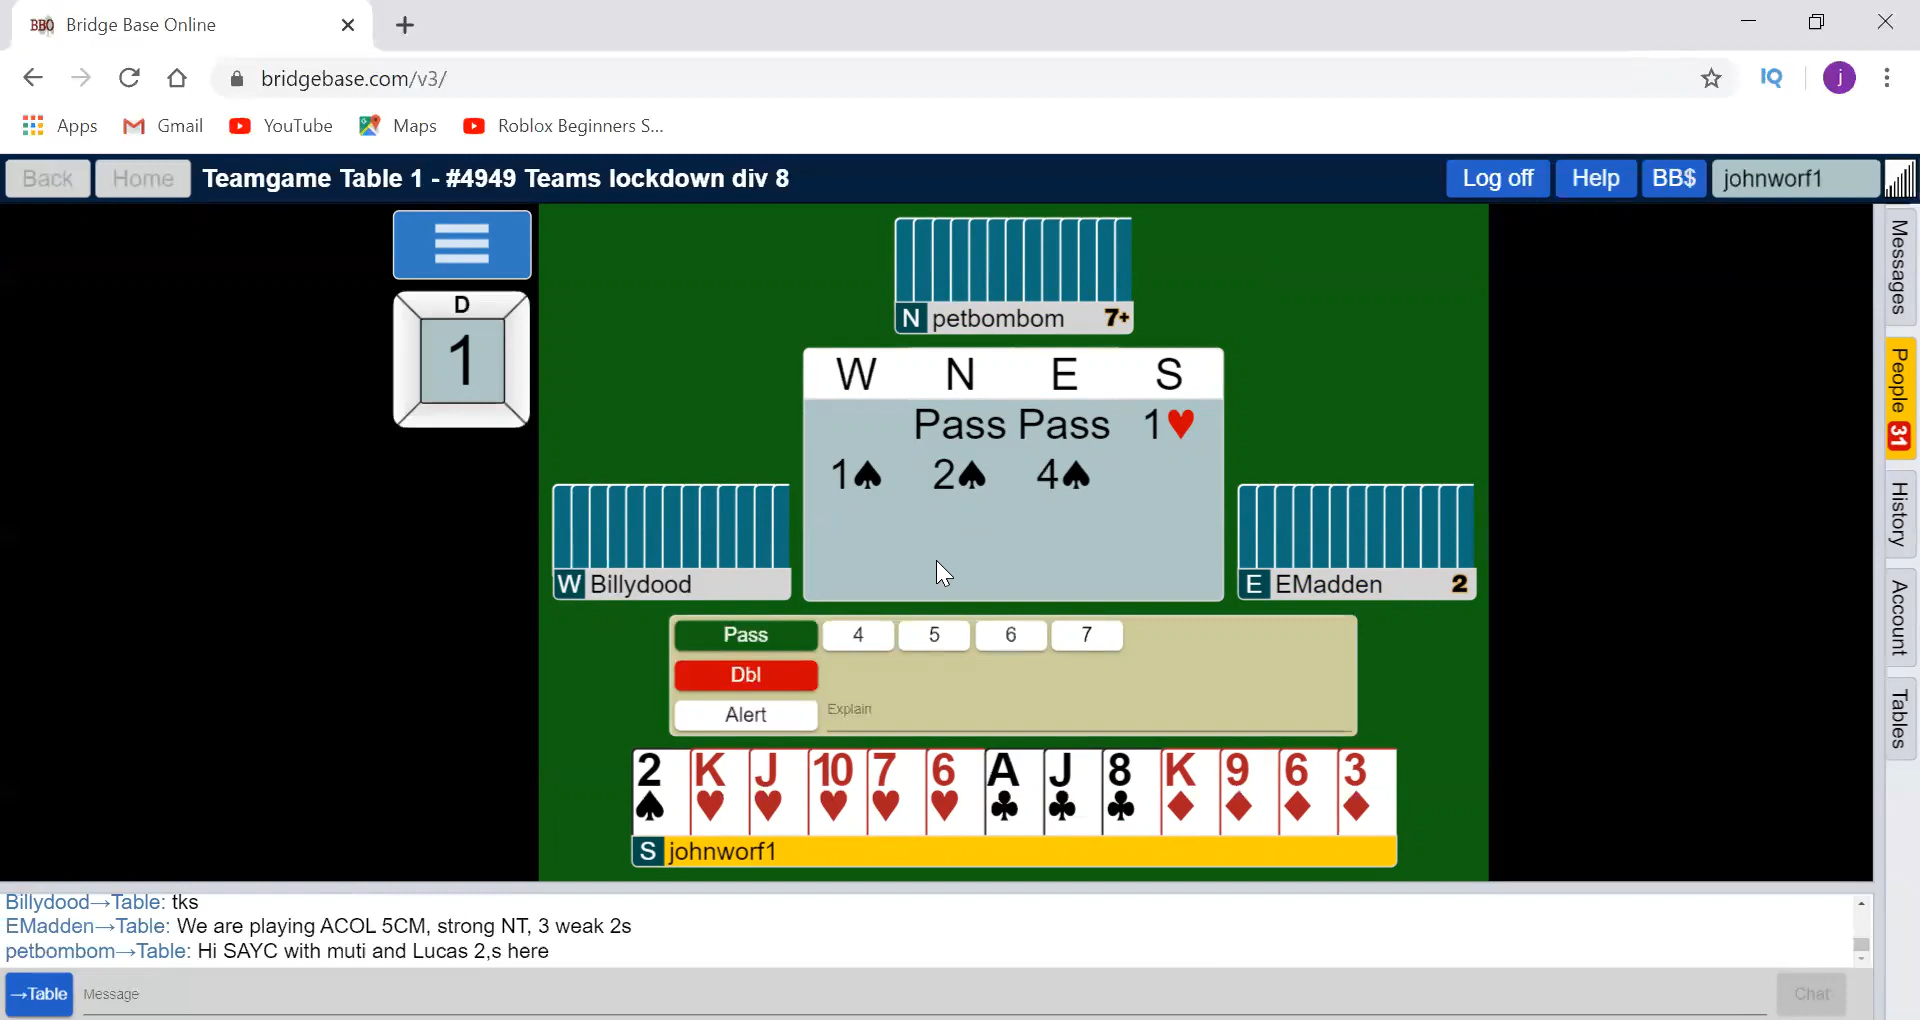 BBO Bridge Base Online
bridgebase.com/v3/
IQ j
Apps Gmail YouTube Maps Roblox Beginners S...
Back Home Teamgame Table 1 - #4949 Teams lockdown div 8 Log off Help BB$ johnworf1
Messages
People 31
History
Account
Tables
D
1
N petbombom 7+
W N E S
Pass Pass 1♥
1♠ 2♠ 4♠
W Billydood
E EMadden 2
Pass 4 5 6 7
Dbl
Alert Explain
2♠ K♥ J♥ 10♥ 7♥ 6♥ A♣ J♣ 8♣ K♦ 9♦ 6♦ 3♦
S johnworf1
Billydood→Table: tks
EMadden→Table: We are playing ACOL 5CM, strong NT, 3 weak 2s
petbombom→Table: Hi SAYC with muti and Lucas 2,s here
→Table Message Chat